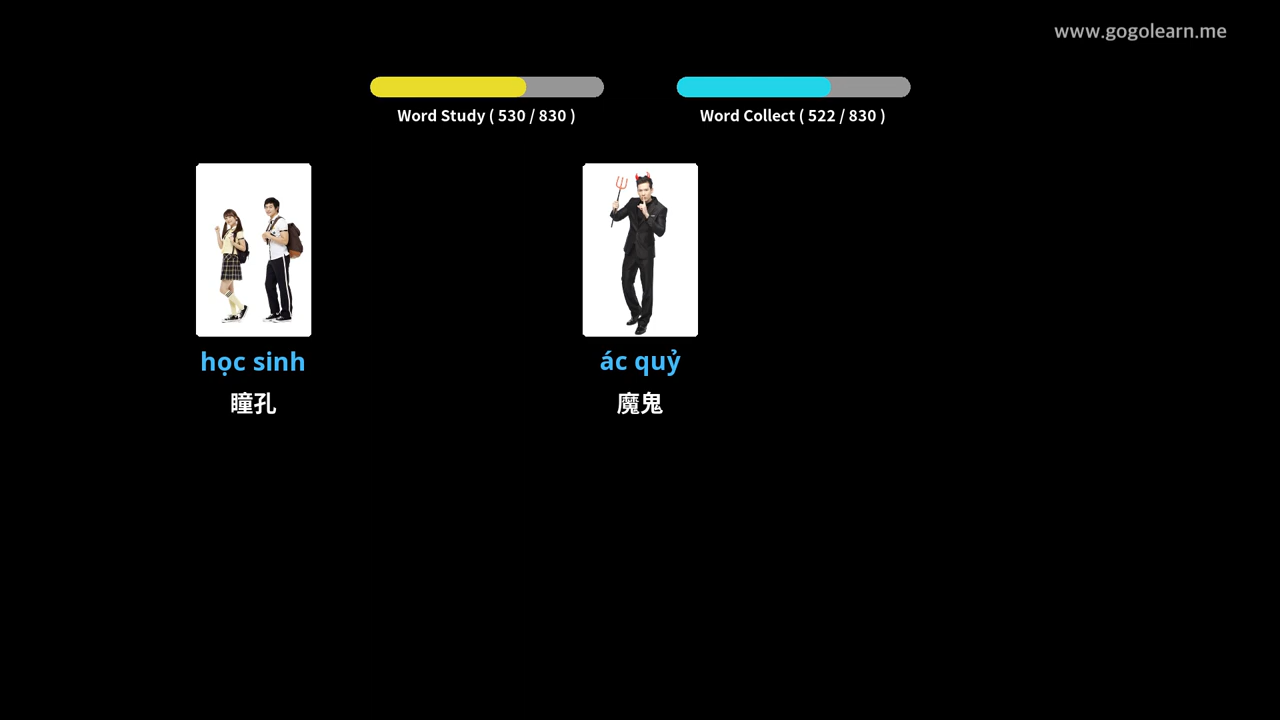 www.gogolearn.me
Word Study ( 530 / 830 )
Word Collect ( 522 / 830 )
học sinh
ác quỷ
瞳孔
魔鬼